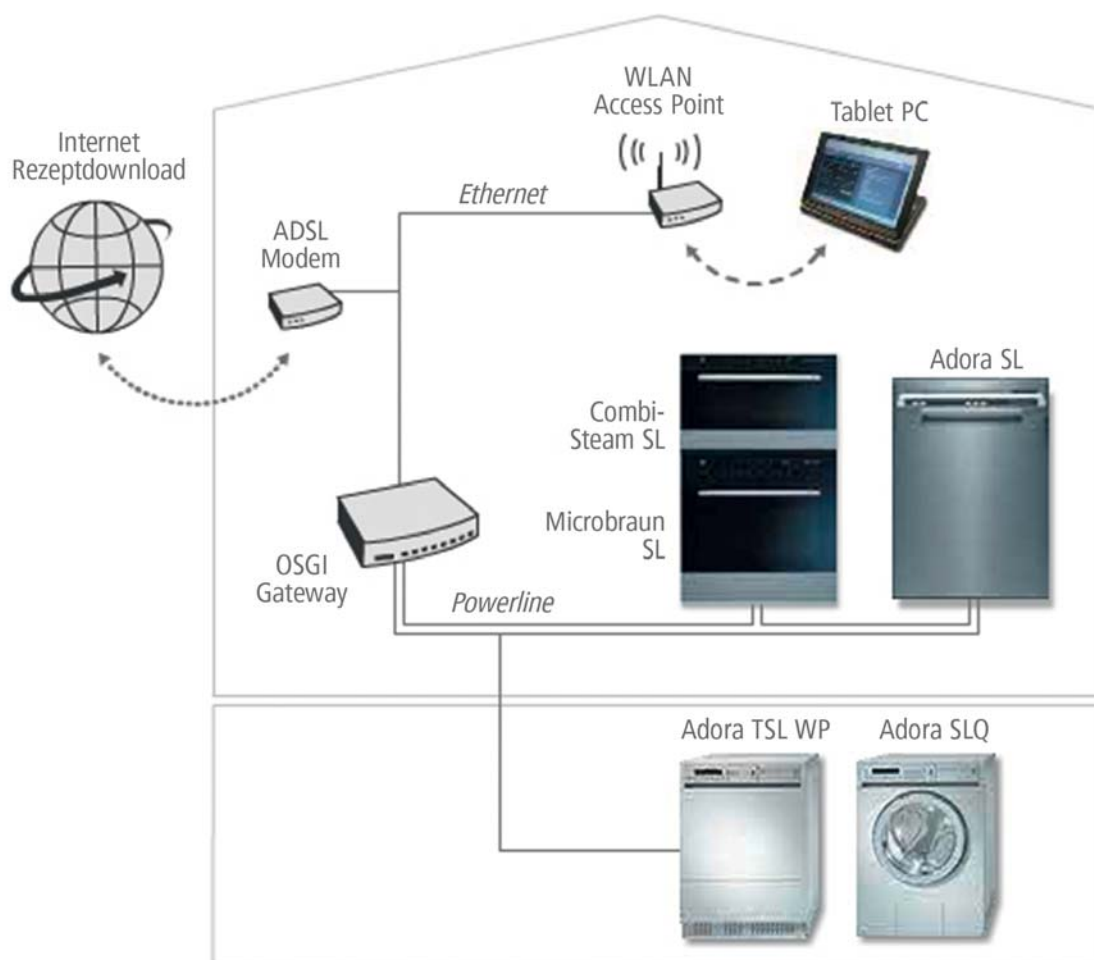 WLAN
Access Point
Tablet PC
Internet
Rezeptdownload
Ethernet
ADSL
Modem
Adora SL
Combi-
Steam SL
Microbraun
SL
OSGI
Gateway
Powerline
Adora TSL WP
Adora SLQ